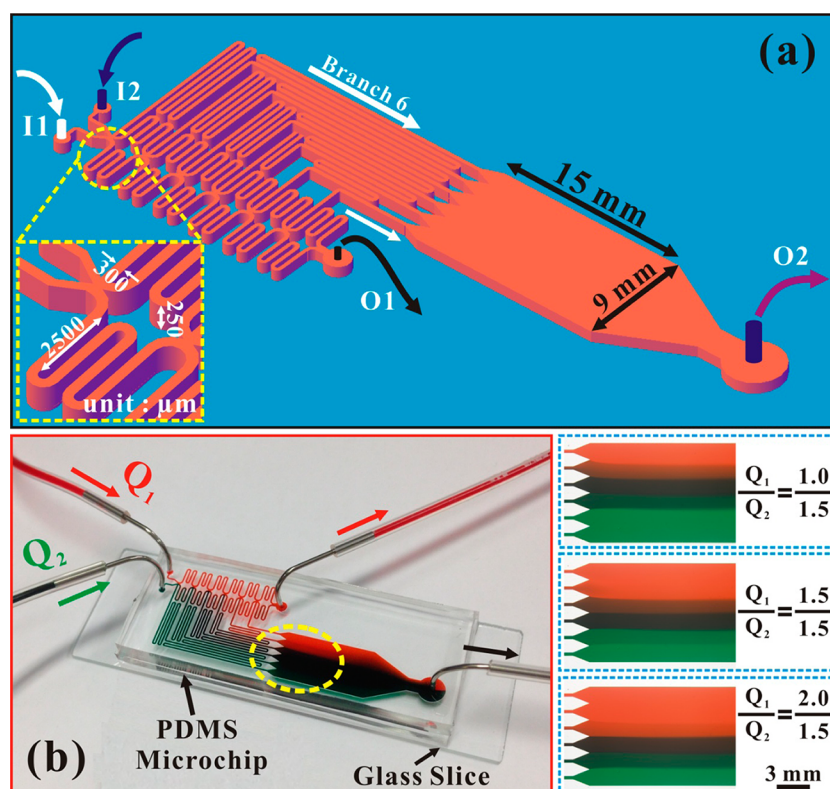 (a)
Branch 6
I2
I1
15 mm
O2
9 mm
O1
300
250
2500
unit : μm
Q₁
Q₂
PDMS
Microchip
(b)
Glass Slice
Q₁/Q₂ = 1.0/1.5
Q₁/Q₂ = 1.5/1.5
Q₁/Q₂ = 2.0/1.5
3 mm